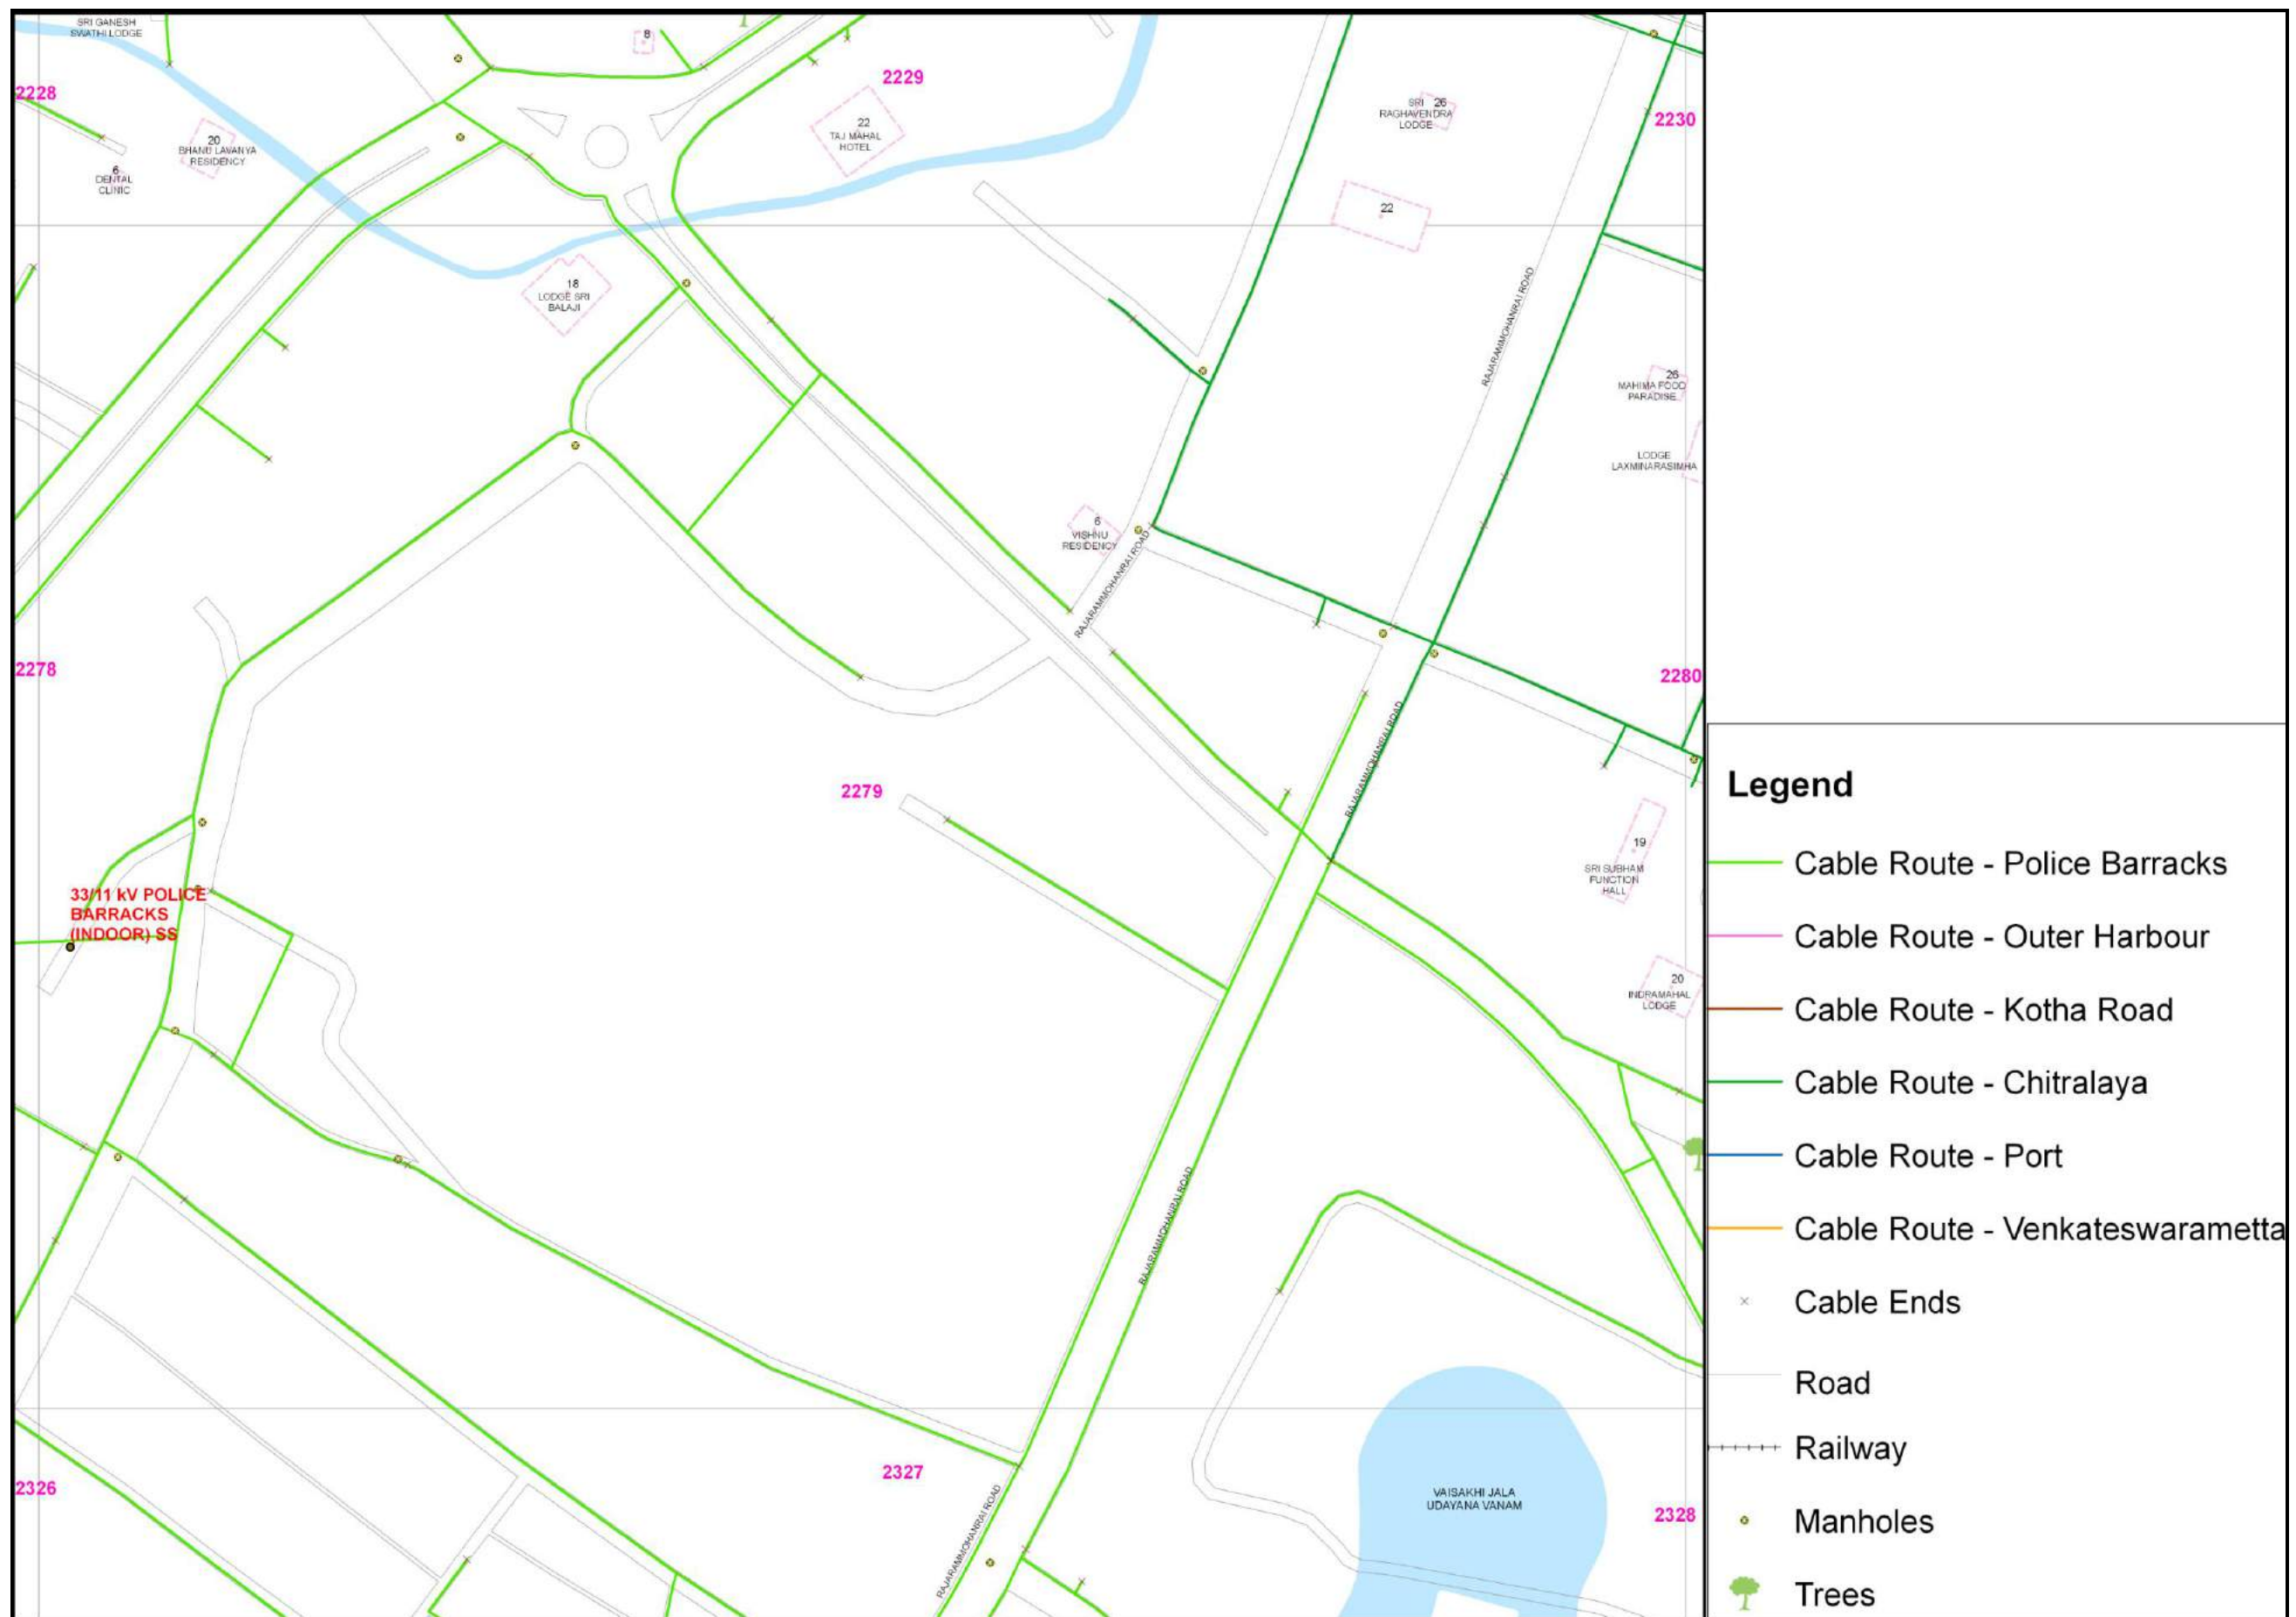 SRI GANESH
SWATHI LODGE
8
2228
2229
22
TAJ MAHAL
HOTEL
SRI 26
RAGHAVENDRA
LODGE
2230
20
BHANU LAVANYA
RESIDENCY
6
DENTAL
CLINIC
22
18
LODGE SRI
BALAJI
RAJARAMMOHANRAI ROAD
26
MAHIMA FOOD
PARADISE
LODGE
LAXMINARASIMHA
6
VISHNU
RESIDENCY
RAJARAMMOHANRAI ROAD
2278
2280
RAJARAMMOHANRAI ROAD
2279
19
SRI SUBHAM
FUNCTION
HALL
33/11 kV POLICE
BARRACKS
(INDOOR) SS
20
INDRAMAHAL
LODGE
RAJARAMMOHANRAI ROAD
2326
2327
RAJARAMMOHANRAI ROAD
VAISAKHI JALA
UDAYANA VANAM
2328
Legend
Cable Route - Police Barracks
Cable Route - Outer Harbour
Cable Route - Kotha Road
Cable Route - Chitralaya
Cable Route - Port
Cable Route - Venkateswarametta
Cable Ends
Road
Railway
Manholes
Trees